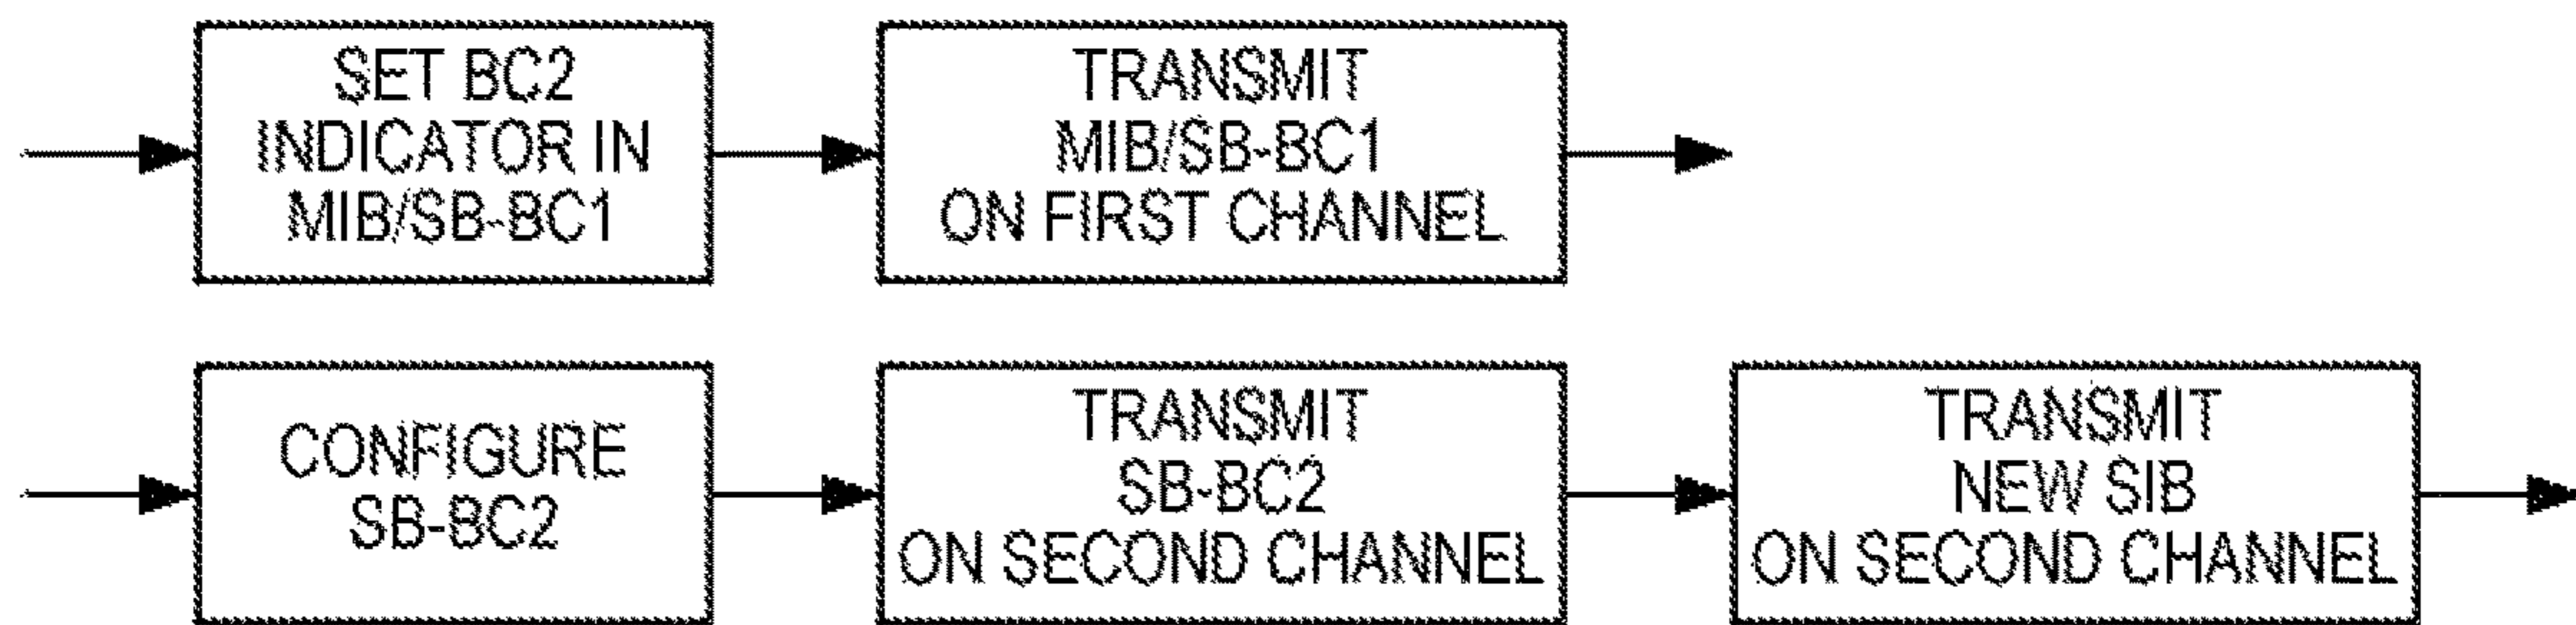 SET BC2
INDICATOR IN
MIB/SB-BC1
TRANSMIT
MIB/SB-BC1
ON FIRST CHANNEL
CONFIGURE
SB-BC2
TRANSMIT
SB-BC2
ON SECOND CHANNEL
TRANSMIT
NEW SIB
ON SECOND CHANNEL